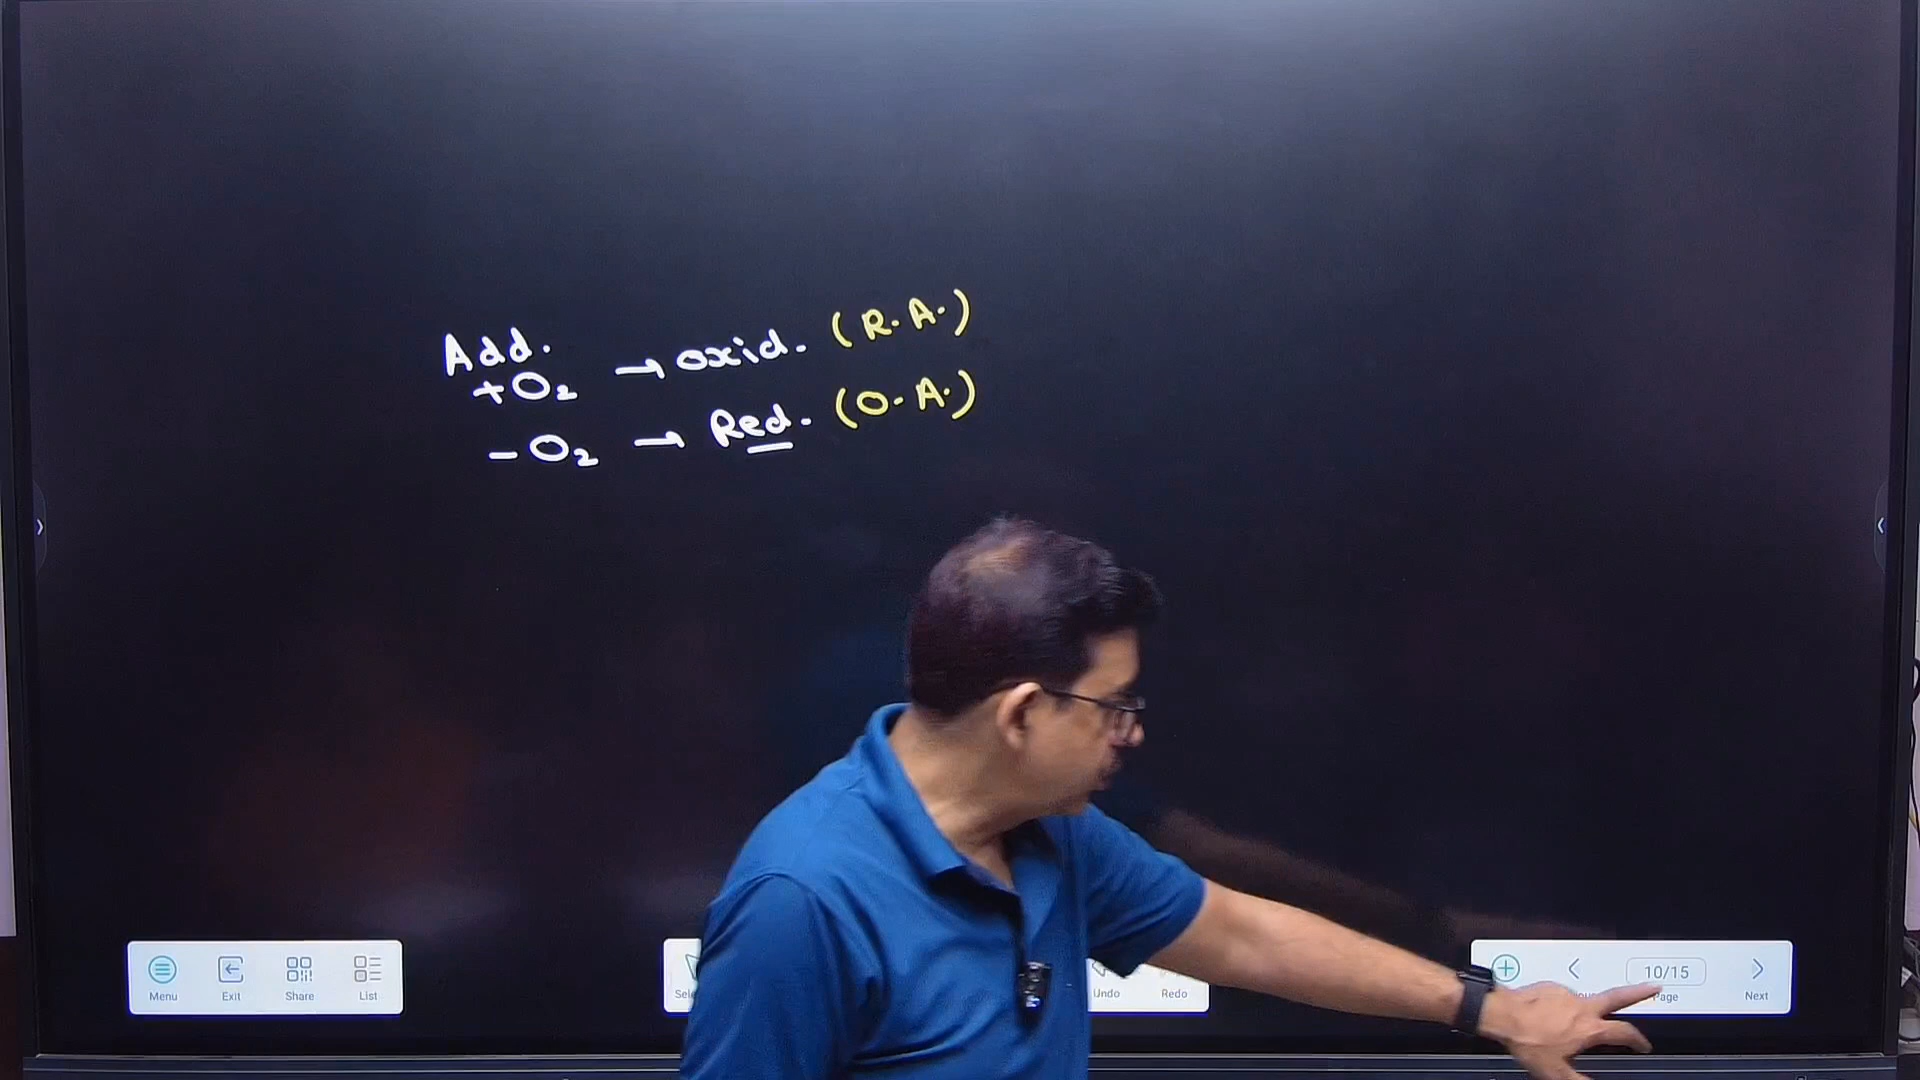 Add.
+O₂ → oxid. (R.A.)
-O₂ → Red. (O.A.)
Menu Exit Share List
Undo Redo
10/15
Page Next